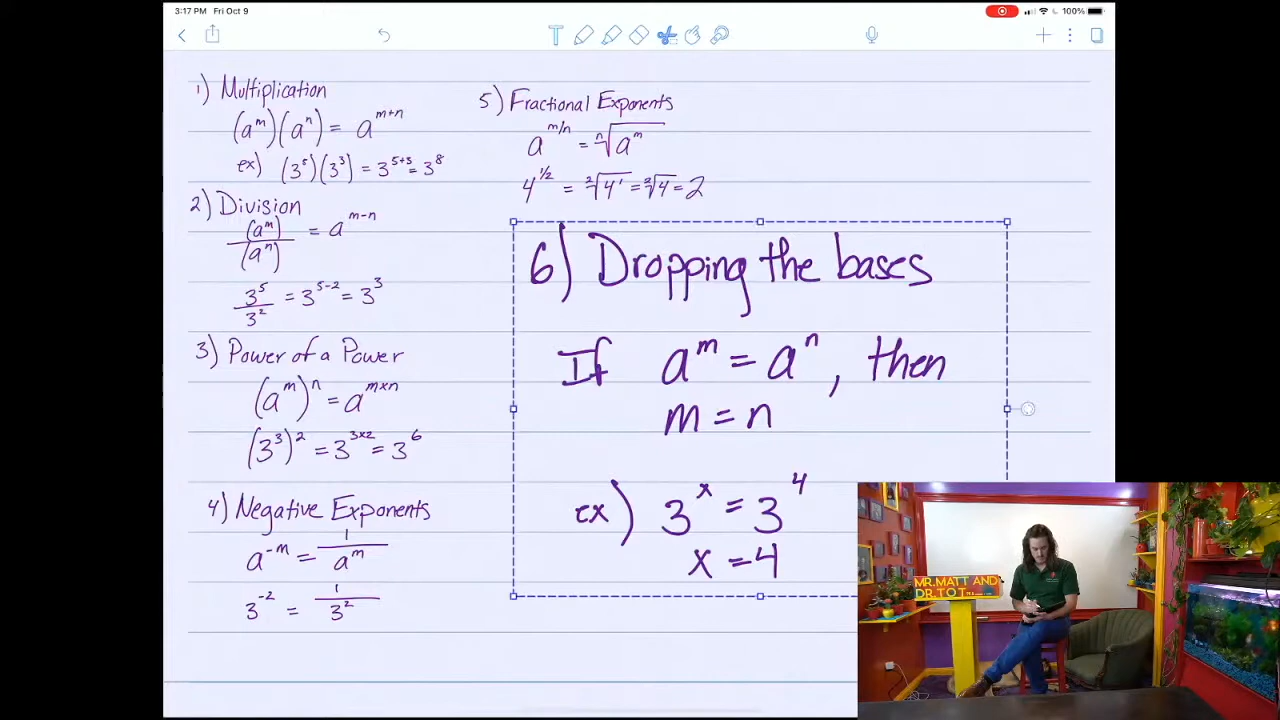 3:17 PM Fri Oct 9
100%
T
1) Multiplication
(a^m)(a^n) = a^{m+n}
ex) (3^5)(3^3) = 3^{5+3} = 3^8
2) Division
(a^m)/(a^n) = a^{m-n}
3^5/3^2 = 3^{5-2} = 3^3
3) Power of a Power
(a^m)^n = a^{m×n}
(3^3)^2 = 3^{3×2} = 3^6
4) Negative Exponents
a^{-m} = 1/a^m
3^{-2} = 1/3^2
5) Fractional Exponents
a^{m/n} = ⁿ√a^m
4^{1/2} = ²√4^1 = ²√4 = 2
6) Dropping the bases
If a^m = a^n, then
m = n
ex) 3^x = 3^4
x = 4
MR. MATT AND